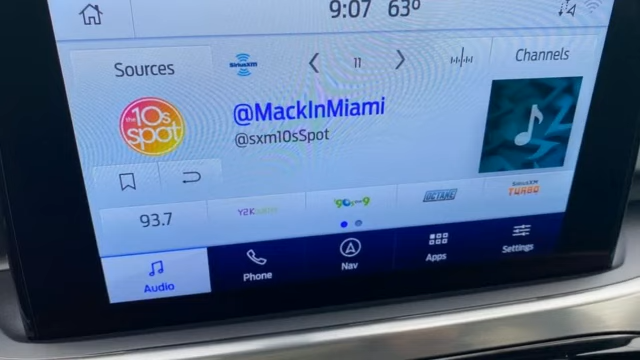 9:07 63°
Sources
SiriusXM
11
Channels
the 10s spot
@MackInMiami
@sxm10sSpot
93.7
Y2K
90s on 9
OCTANE
SiriusXM TURBO
Audio
Phone
Nav
Apps
Settings